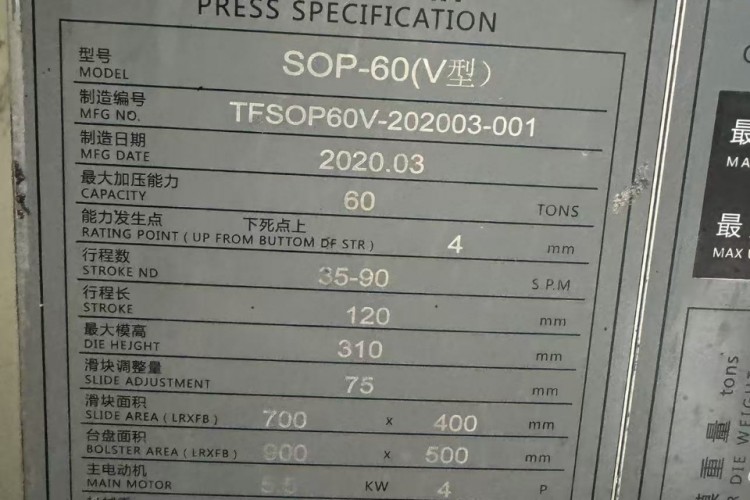 PRESS SPECIFICATION
型号
MODEL
SOP-60(V型)
制造编号
MFG NO.
TFSOP60V-202003-001
制造日期
MFG DATE
2020.03
最大加压能力
CAPACITY
60
TONS
能力发生点 下死点上
RATING POINT ( UP FROM BUTTOM DF STR )
4
mm
行程数
STROKE ND
35-90
S.P.M
行程长
STROKE
120
mm
最大模高
DIE HEJGHT
310
mm
滑块调整量
SLIDE ADJUSTMENT
75
mm
滑块面积
SLIDE AREA ( LRXFB )
700 x 400 mm
台盘面积
BOLSTER AREA ( LRXFB )
900 x 500 mm
主电动机
MAIN MOTOR
5.5 KW 4 P
最
MA
最
MAX
重量 tons
DIE WEIGHT